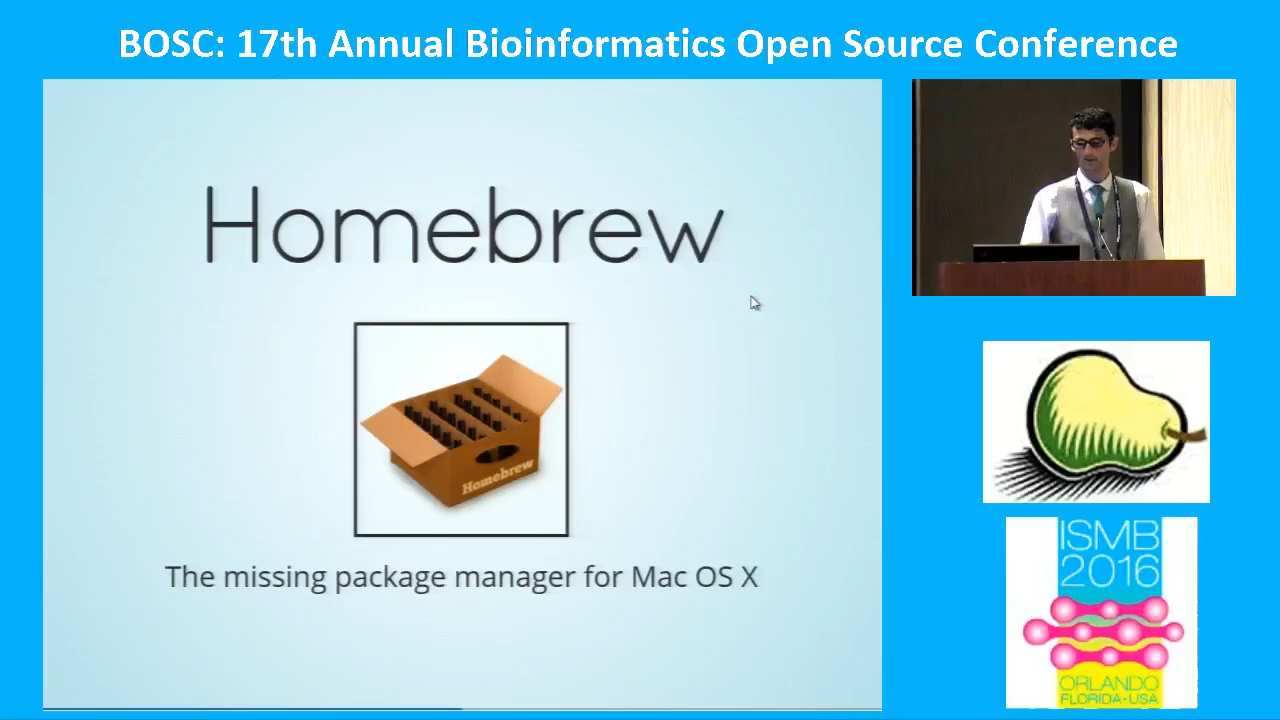 BOSC: 17th Annual Bioinformatics Open Source Conference
Homebrew
Homebrew
The missing package manager for Mac OS X
ISMB
2016
ORLANDO
FLORIDA•USA